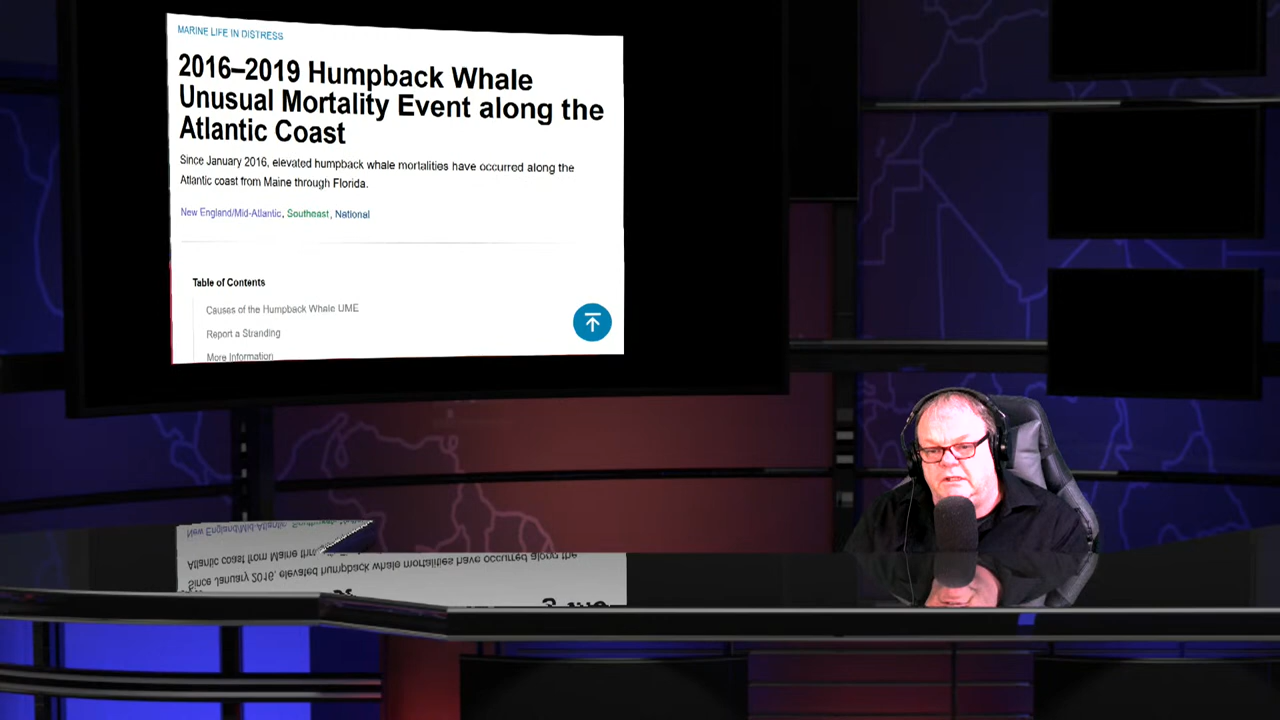 MARINE LIFE IN DISTRESS
2016–2019 Humpback Whale
Unusual Mortality Event along the
Atlantic Coast
Since January 2016, elevated humpback whale mortalities have occurred along the
Atlantic coast from Maine through Florida.
New England/Mid-Atlantic, Southeast, National
Table of Contents
Causes of the Humpback Whale UME
Report a Stranding
More Information